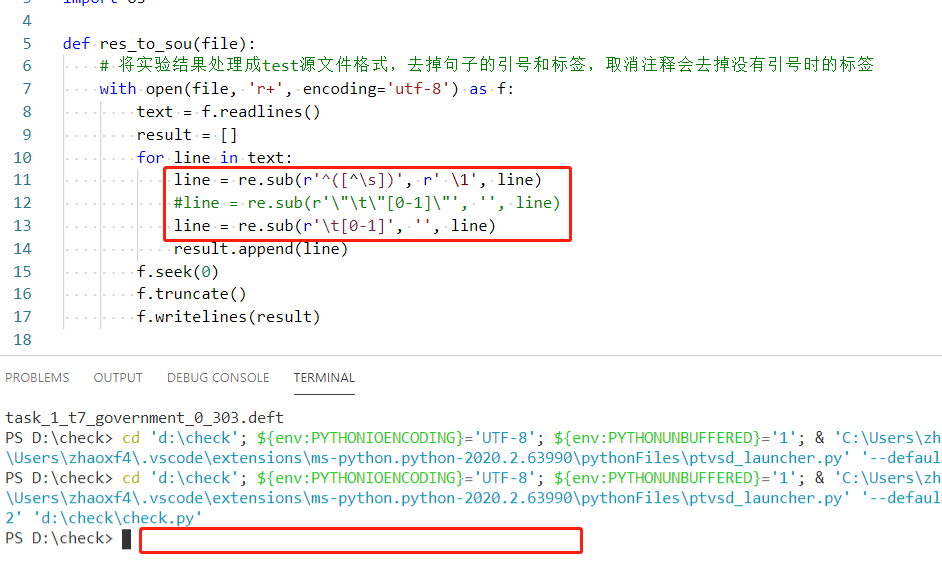 import os
4
5 def res_to_sou(file):
6 # 将实验结果处理成test源文件格式，去掉句子的引号和标签，取消注释会去掉没有引号时的标签
7 with open(file, 'r+', encoding='utf-8') as f:
8 text = f.readlines()
9 result = []
10 for line in text:
11 line = re.sub(r'^([^\s])', r' \1', line)
12 #line = re.sub(r'\"\t\"[0-1]\"', '', line)
13 line = re.sub(r'\t[0-1]', '', line)
14 result.append(line)
15 f.seek(0)
16 f.truncate()
17 f.writelines(result)
18
PROBLEMS OUTPUT DEBUG CONSOLE TERMINAL
task_1_t7_government_0_303.deft
PS D:\check> cd 'd:\check'; ${env:PYTHONIOENCODING}='UTF-8'; ${env:PYTHONUNBUFFERED}='1'; & 'C:\Users\zh
\Users\zhaoxf4\.vscode\extensions\ms-python.python-2020.2.63990\pythonFiles\ptvsd_launcher.py' '--defaul
PS D:\check> cd 'd:\check'; ${env:PYTHONIOENCODING}='UTF-8'; ${env:PYTHONUNBUFFERED}='1'; & 'C:\Users\zh
\Users\zhaoxf4\.vscode\extensions\ms-python.python-2020.2.63990\pythonFiles\ptvsd_launcher.py' '--defaul
2' 'd:\check\check.py'
PS D:\check>